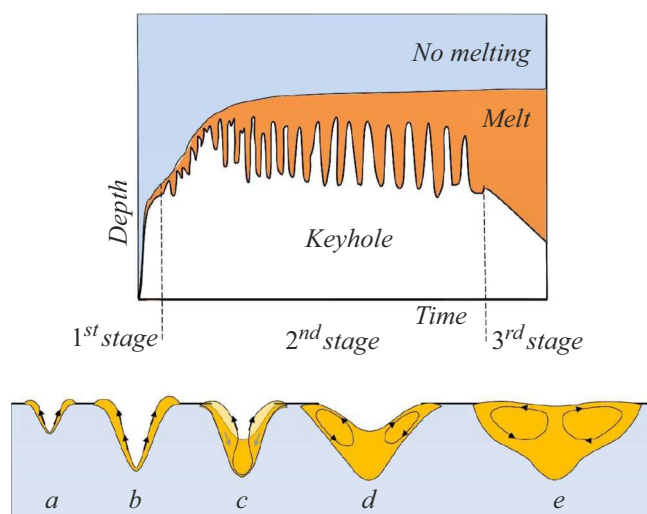 No melting
Melt
Depth
Keyhole
Time
1st stage 2nd stage 3rd stage
a b c d e